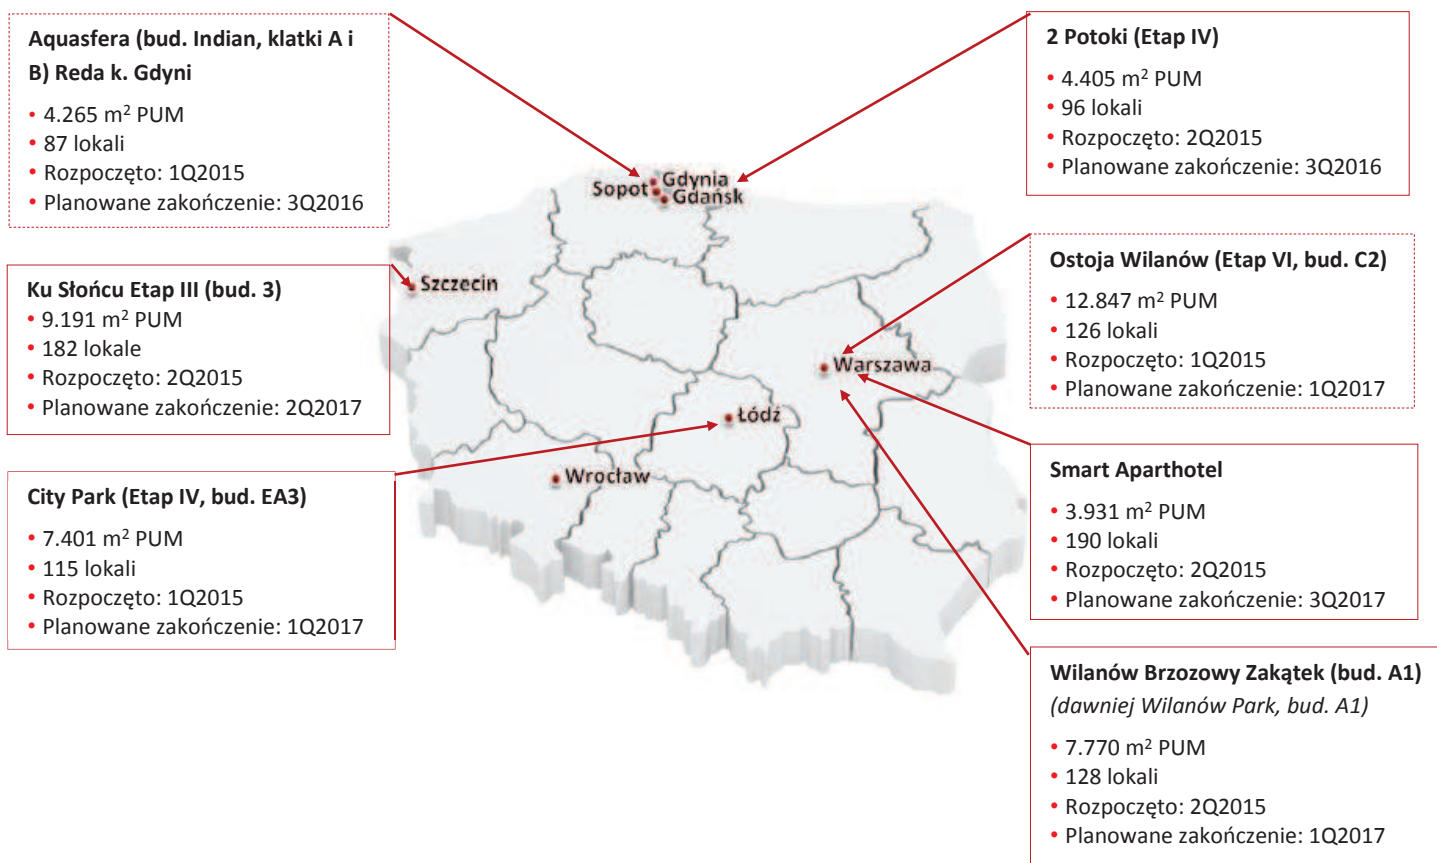 Aquasfera (bud. Indian, klatki A i
B) Reda k. Gdyni
• 4.265 m² PUM
• 87 lokali
• Rozpoczęto: 1Q2015
• Planowane zakończenie: 3Q2016
2 Potoki (Etap IV)
• 4.405 m² PUM
• 96 lokali
• Rozpoczęto: 2Q2015
• Planowane zakończenie: 3Q2016
Gdynia
Sopot
Gdańsk
Ku Słońcu Etap III (bud. 3)
• 9.191 m² PUM
• 182 lokale
• Rozpoczęto: 2Q2015
• Planowane zakończenie: 2Q2017
Szczecin
Ostoja Wilanów (Etap VI, bud. C2)
• 12.847 m² PUM
• 126 lokali
• Rozpoczęto: 1Q2015
• Planowane zakończenie: 1Q2017
Warszawa
Łódź
Wrocław
City Park (Etap IV, bud. EA3)
• 7.401 m² PUM
• 115 lokali
• Rozpoczęto: 1Q2015
• Planowane zakończenie: 1Q2017
Smart Aparthotel
• 3.931 m² PUM
• 190 lokali
• Rozpoczęto: 2Q2015
• Planowane zakończenie: 3Q2017
Wilanów Brzozowy Zakątek (bud. A1)
(dawniej Wilanów Park, bud. A1)
• 7.770 m² PUM
• 128 lokali
• Rozpoczęto: 2Q2015
• Planowane zakończenie: 1Q2017